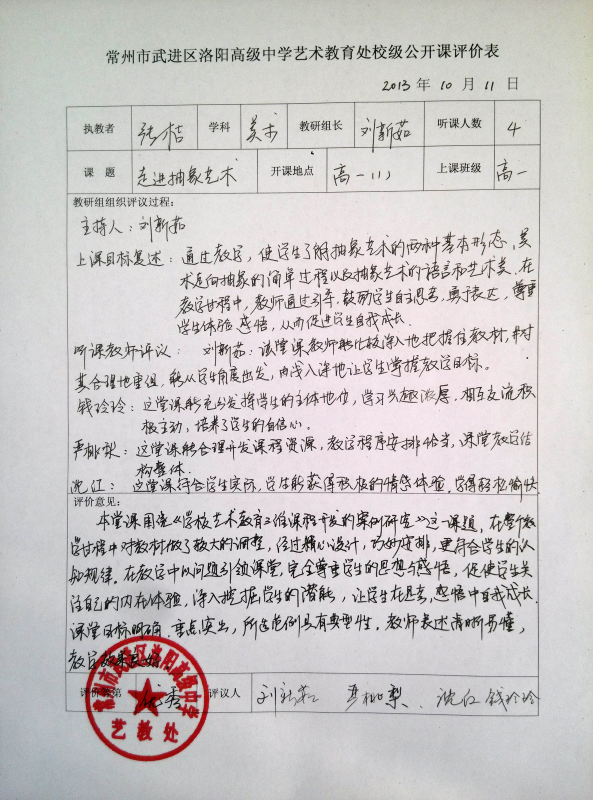 常州市武进区洛阳高级中学艺术教育处校级公开课评价表
2013 年 10 月 11 日
执教者 张桔 学科 美术 教研组长 刘新茹 听课人数 4
课 题 走进抽象艺术 开课地点 高一(1) 上课班级 高一
教研组组织评议过程:
主持人:刘新茹
上课目标复述:通过教学,使学生了解抽象艺术的两种基本形态,美
术走向抽象的简单过程以及抽象艺术的语言和艺术美。在
教学过程中,教师通过引导,鼓励学生自主思考,勇于表达,尊重
学生体验感悟,从而促进学生自我成长。
听课教师评议: 刘新茹:该堂课教师能比较深入地把握住教材,并对
其合理地重组,能从学生角度出发,由浅入深地让学生掌握教学目标。
钱玲玲:这堂课能充分发挥学生的主体地位,学习兴趣浓厚,相互交流积
极主动,培养了学生的自信心。
严桃梨:这堂课能合理开发课程资源,教学程序安排恰当,课堂教学结
构整体。
沈红:这堂课符合学生实际,学生能获得积极的情感体验,学得轻松愉快
评价意见:
本堂课围绕《学校艺术教育三维课程开发的案例研究》这一课题,在整个教
学过程中对教材做了较大的调整,经过精心设计,巧妙安排,更符合学生的认
知规律。在教学中以问题引领课堂,完全尊重学生的思想与感悟,促使学生关
注自己的内在体验,深入挖掘学生的潜能,让学生在思考、感悟中自我成长。
课堂目标明确,重点突出,所选范例具有典型性。教师表述清晰易懂,
教学效果良好
评价等第 优秀 评议人 刘新茹 严桃梨、沈红 钱玲玲
常州市武进区洛阳高级中学
艺教处